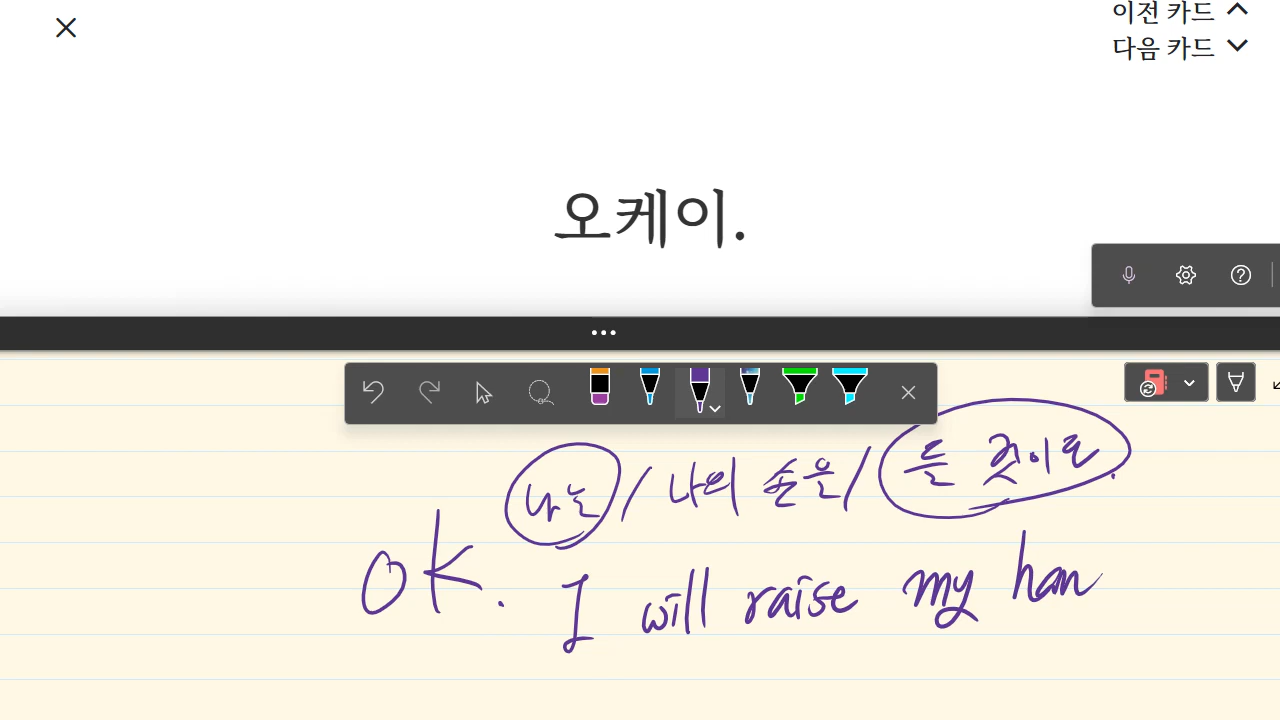 이전 카드
다음 카드
오케이.
나는 / 나의 손은 / 들 것이로
OK. I will raise my han